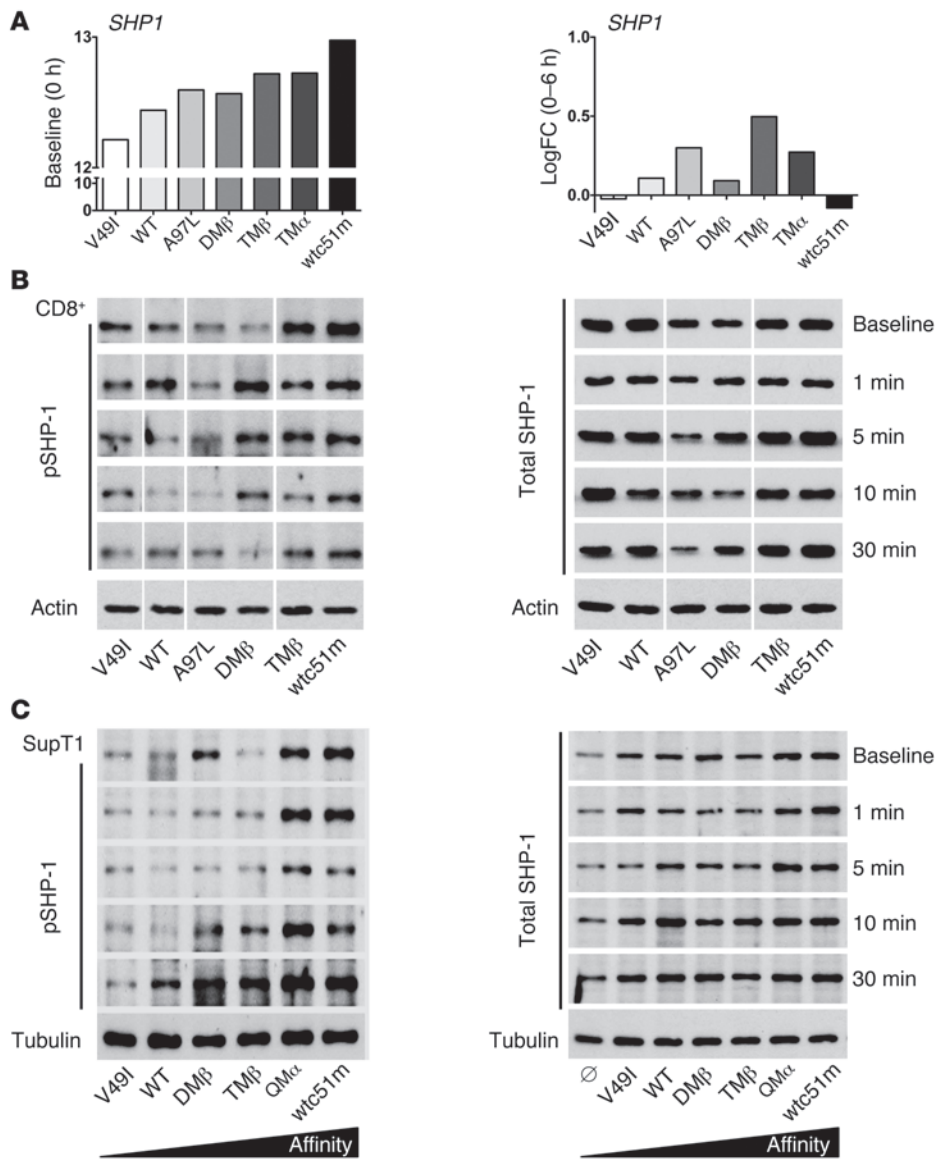 A
SHP1
Baseline (0 h)
13
12
10
0
V49I WT A97L DMβ TMβ TMα wtc51m
SHP1
LogFC (0–6 h)
1.0
0.5
0.0
V49I WT A97L DMβ TMβ TMα wtc51m
B
CD8+
pSHP-1
Actin
V49I WT A97L DMβ TMβ wtc51m
Total SHP-1
Baseline
1 min
5 min
10 min
30 min
Actin
V49I WT A97L DMβ TMβ wtc51m
C
SupT1
pSHP-1
Tubulin
V49I WT DMβ TMβ QMα wtc51m
Affinity
Total SHP-1
Baseline
1 min
5 min
10 min
30 min
Tubulin
∅ V49I WT DMβ TMβ QMα wtc51m
Affinity